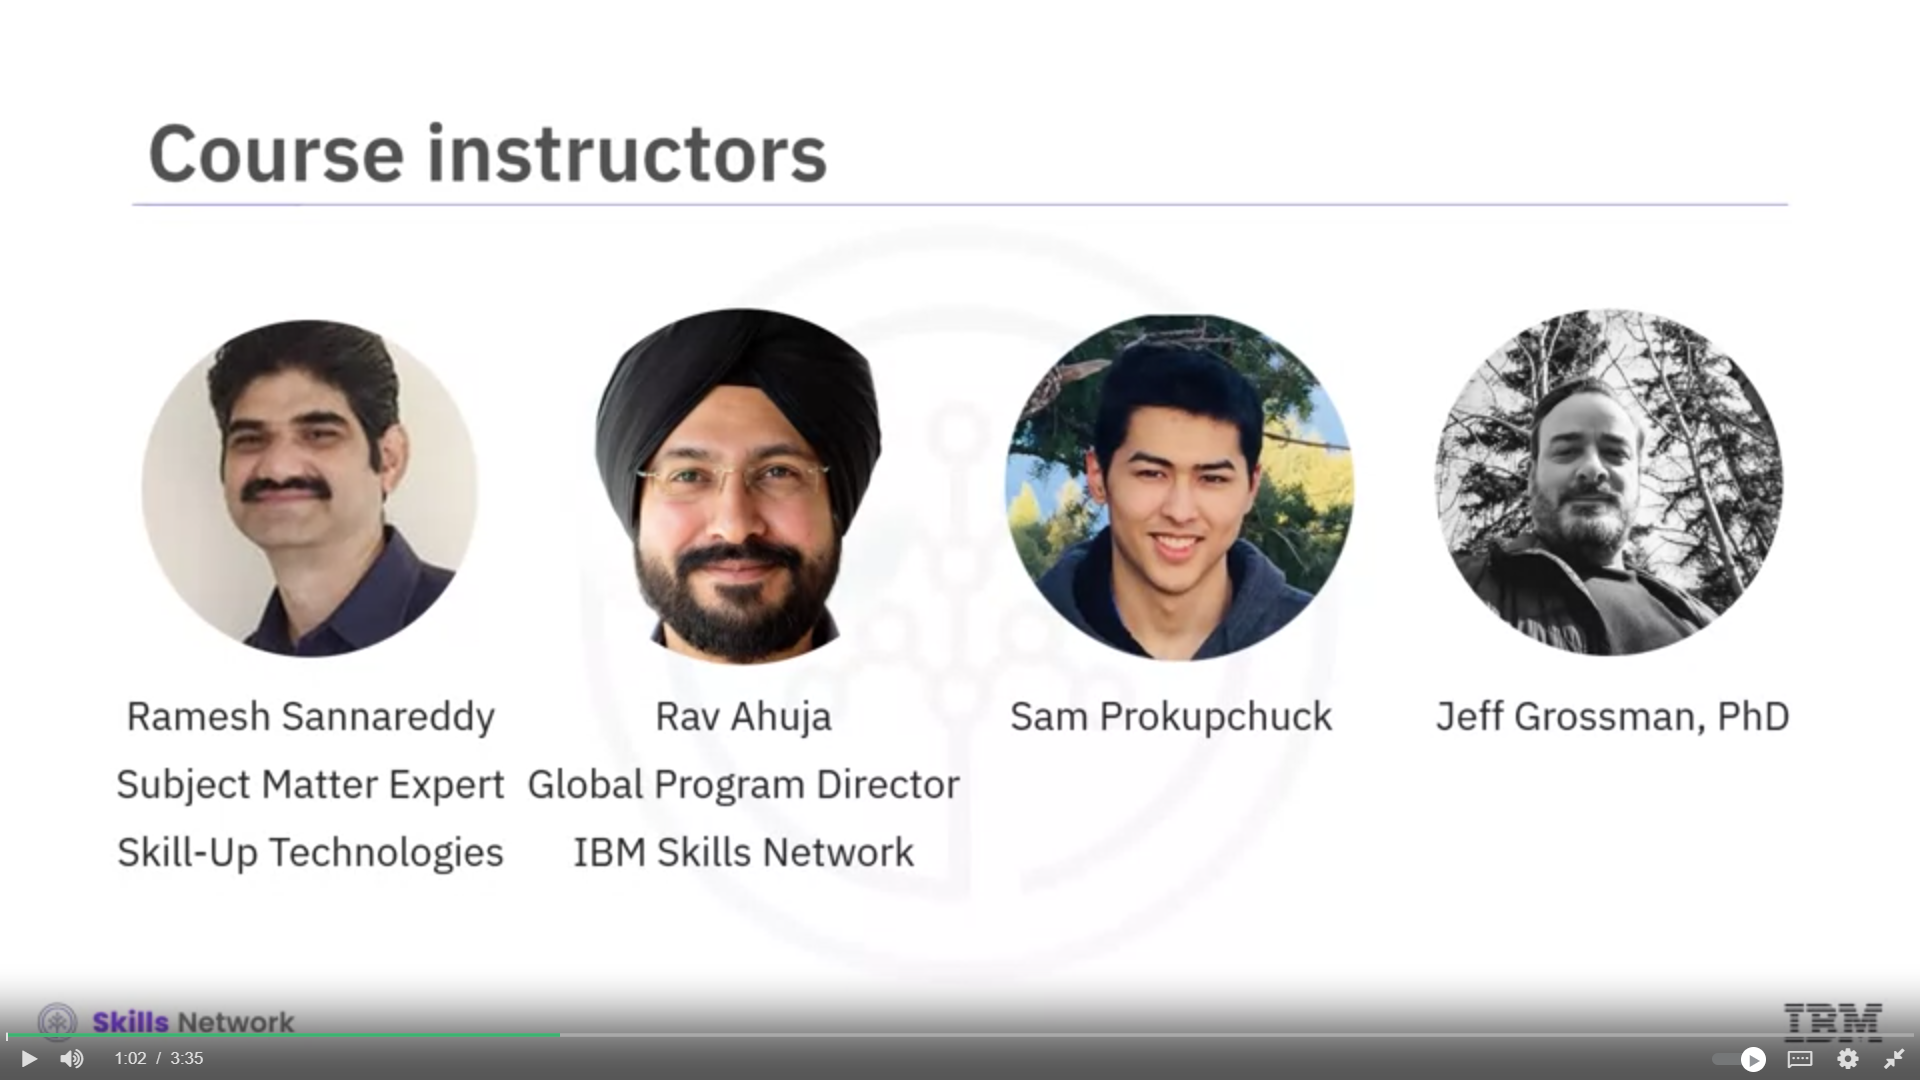 Course instructors
Ramesh Sannareddy
Subject Matter Expert
Skill-Up Technologies
Rav Ahuja
Global Program Director
IBM Skills Network
Sam Prokupchuck
Jeff Grossman, PhD
Skills Network
IBM
1:02 / 3:35